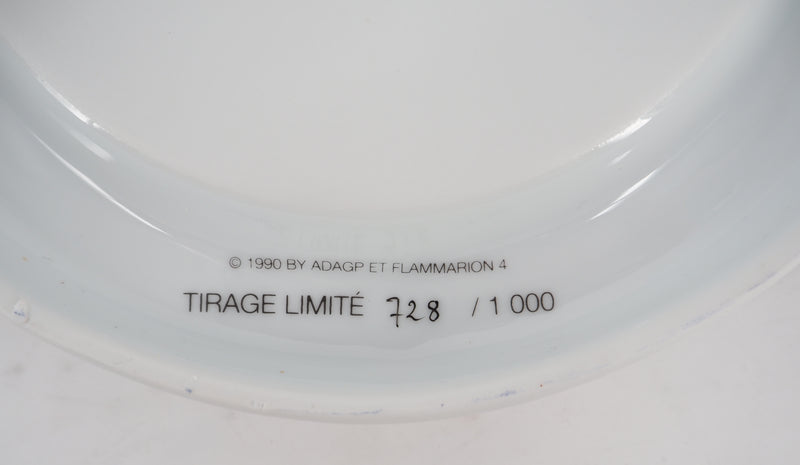 © 1990 BY ADAGP ET FLAMMARION 4
TIRAGE LIMITÉ 728 / 1 000